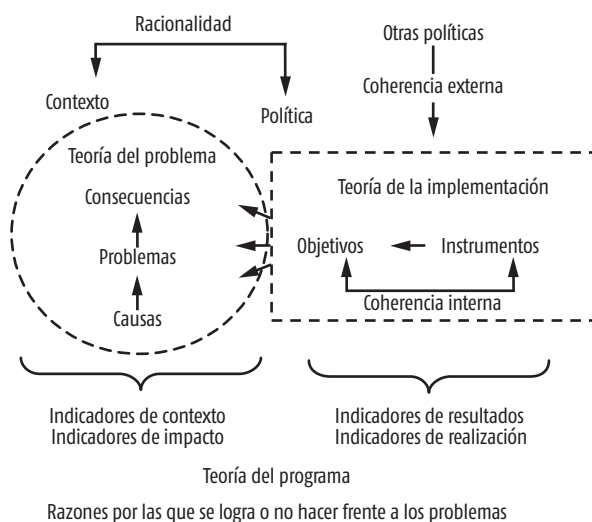 Racionalidad
Otras políticas
Contexto
Política
Coherencia externa
Teoría del problema
Consecuencias
Problemas
Causas
Teoría de la implementación
Objetivos
Instrumentos
Coherencia interna
Indicadores de contexto
Indicadores de impacto
Indicadores de resultados
Indicadores de realización
Teoría del programa
Razones por las que se logra o no hacer frente a los problemas